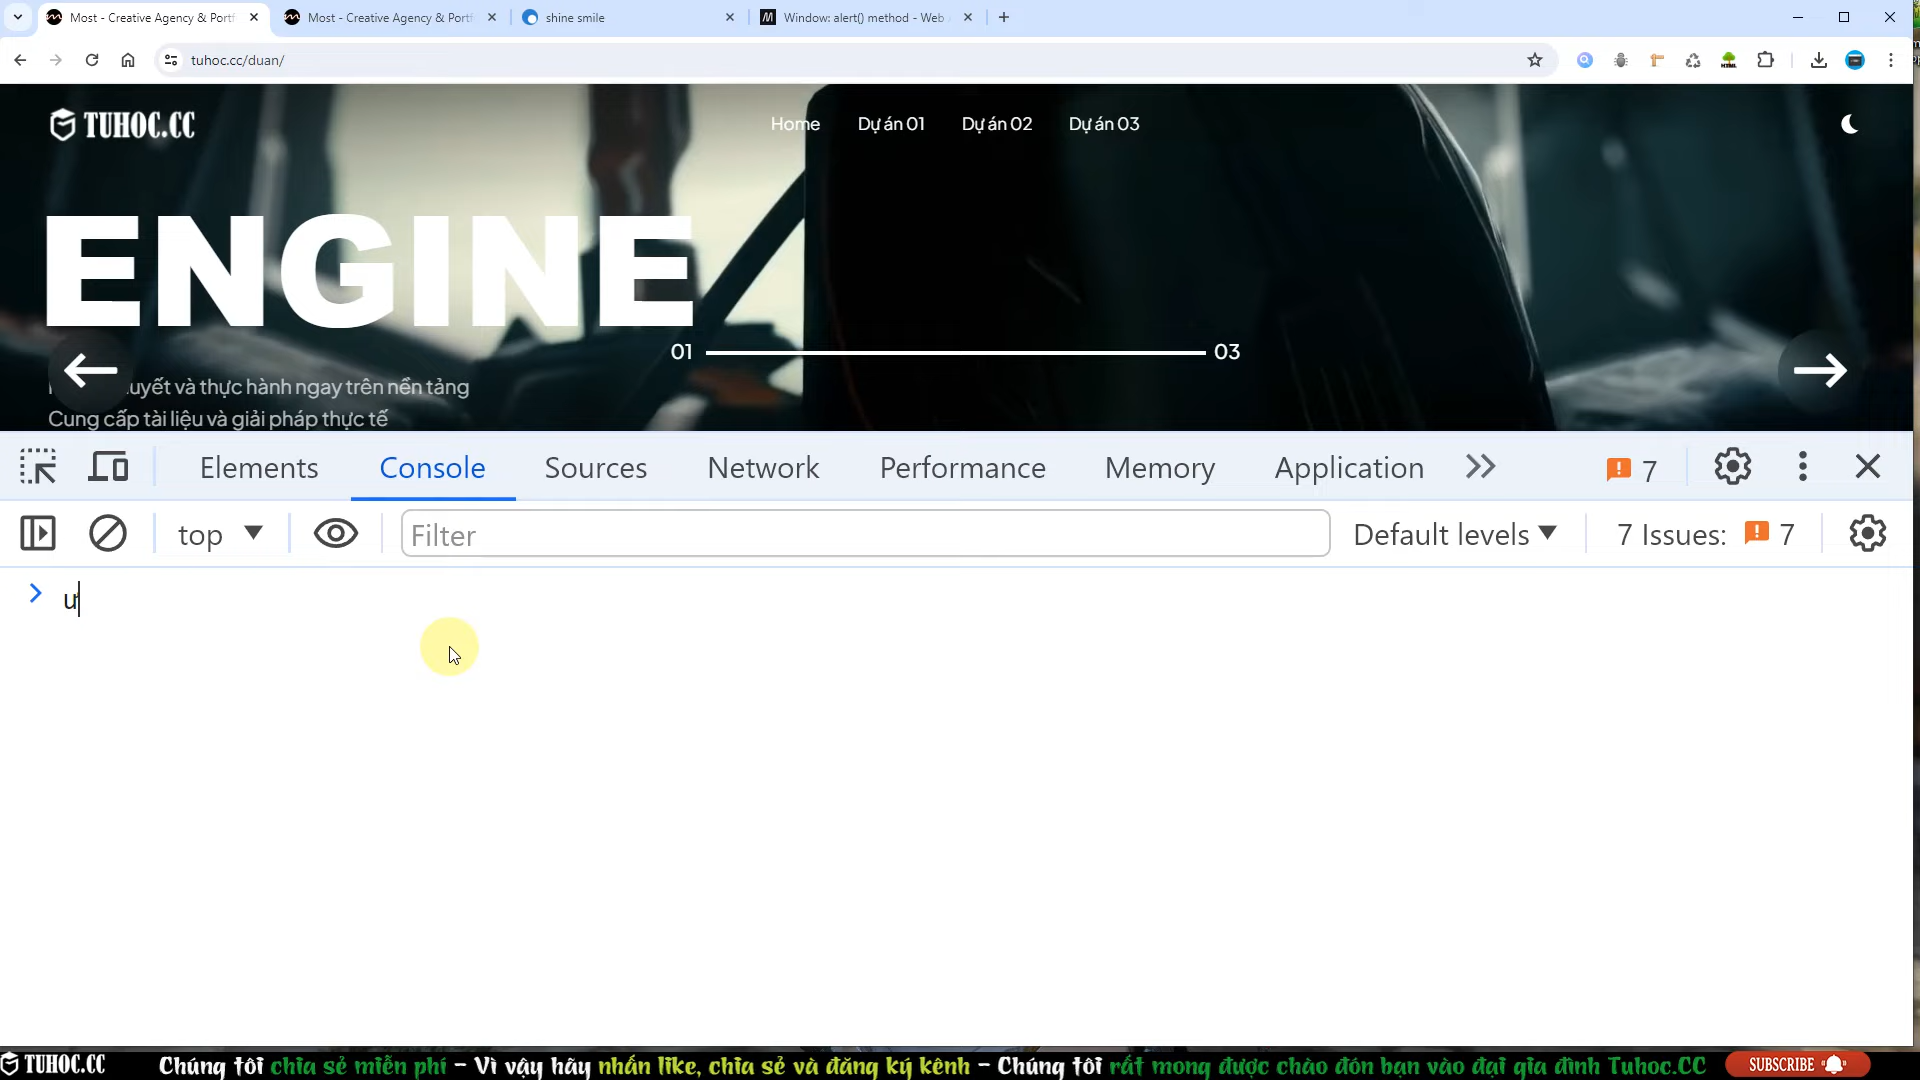 Most - Creative Agency & Portf
Most - Creative Agency & Portf
shine smile
Window: alert() method - Web
tuhoc.cc/duan/
TUHOC.CC
Home
Dự án 01
Dự án 02
Dự án 03
ENGINE
01
03
uyết và thực hành ngay trên nền tảng
Cung cấp tài liệu và giải pháp thực tế
Elements
Console
Sources
Network
Performance
Memory
Application
7
top
Filter
Default levels
7 Issues:
7
ư
TUHOC.CC
Chúng tôi chia sẻ miễn phí - Vì vậy hãy nhấn like, chia sẻ và đăng ký kênh - Chúng tôi rất mong được chào đón bạn vào đại gia đình Tuhoc.CC
SUBSCRIBE